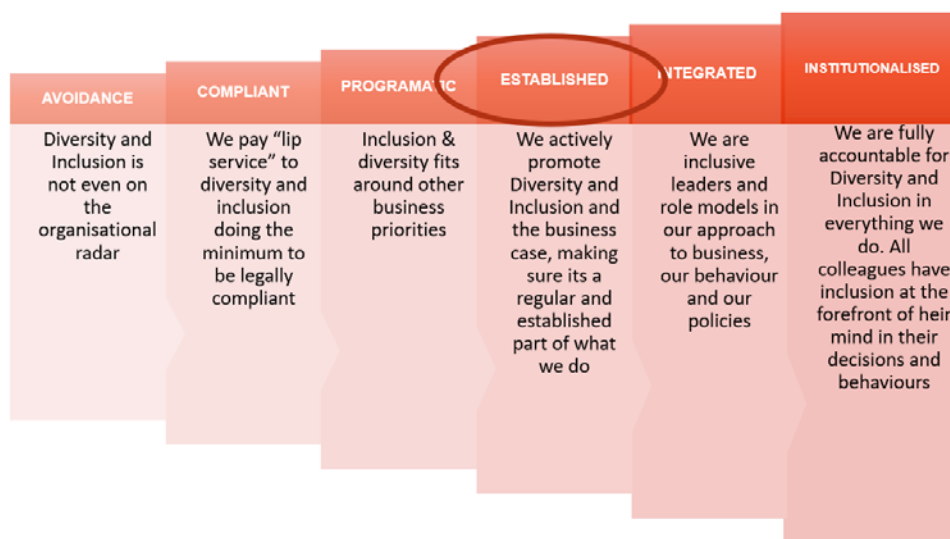 AVOIDANCE
Diversity and
Inclusion is
not even on
the
organisational
radar
COMPLIANT
We pay “lip
service” to
diversity and
inclusion
doing the
minimum to
be legally
compliant
PROGRAMATIC
Inclusion &
diversity fits
around other
business
priorities
ESTABLISHED
We actively
promote
Diversity and
Inclusion and
the business
case, making
sure its a
regular and
established
part of what
we do
INTEGRATED
We are
inclusive
leaders and
role models in
our approach
to business,
our behaviour
and our
policies
INSTITUTIONALISED
We are fully
accountable for
Diversity and
Inclusion in
everything we
do. All
colleagues have
inclusion at the
forefront of heir
mind in their
decisions and
behaviours